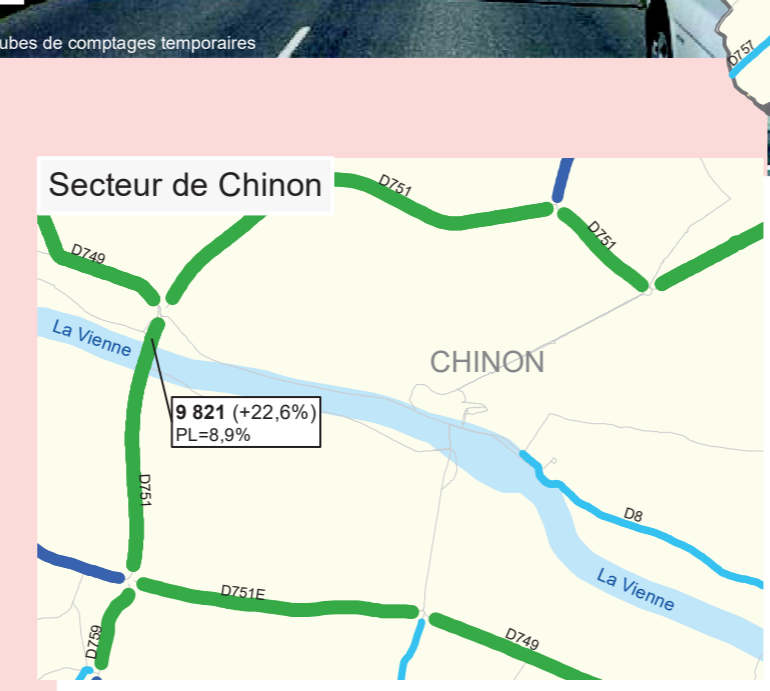 ubes de comptages temporaires
D757
Secteur de Chinon
D751
D751
D749
La Vienne
CHINON
9 821 (+22,6%)
PL=8,9%
D751
D8
La Vienne
D751E
D749
D759